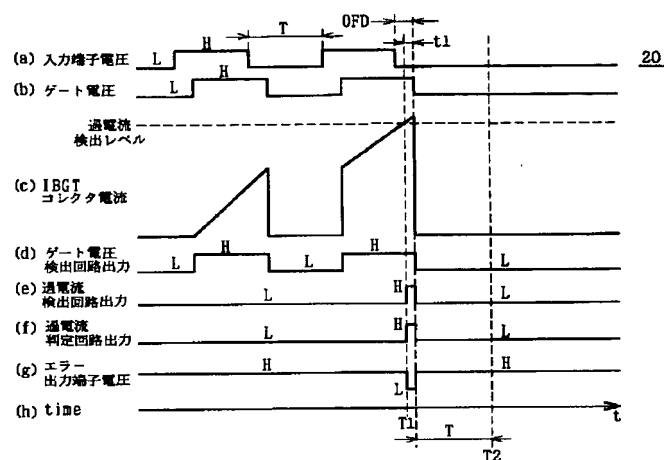 OFD
T
t1
(a) 入力端子電圧 L H
20
(b) ゲート電圧 L H
過電流
検出レベル
(c) IBGT
コレクタ電流
(d) ゲート電圧
検出回路出力 L H L H L
(e) 過電流
検出回路出力 L H L
(f) 過電流
判定回路出力 L H L
(g) エラー
出力端子電圧 H L H
(h) time
t
T1 T T2